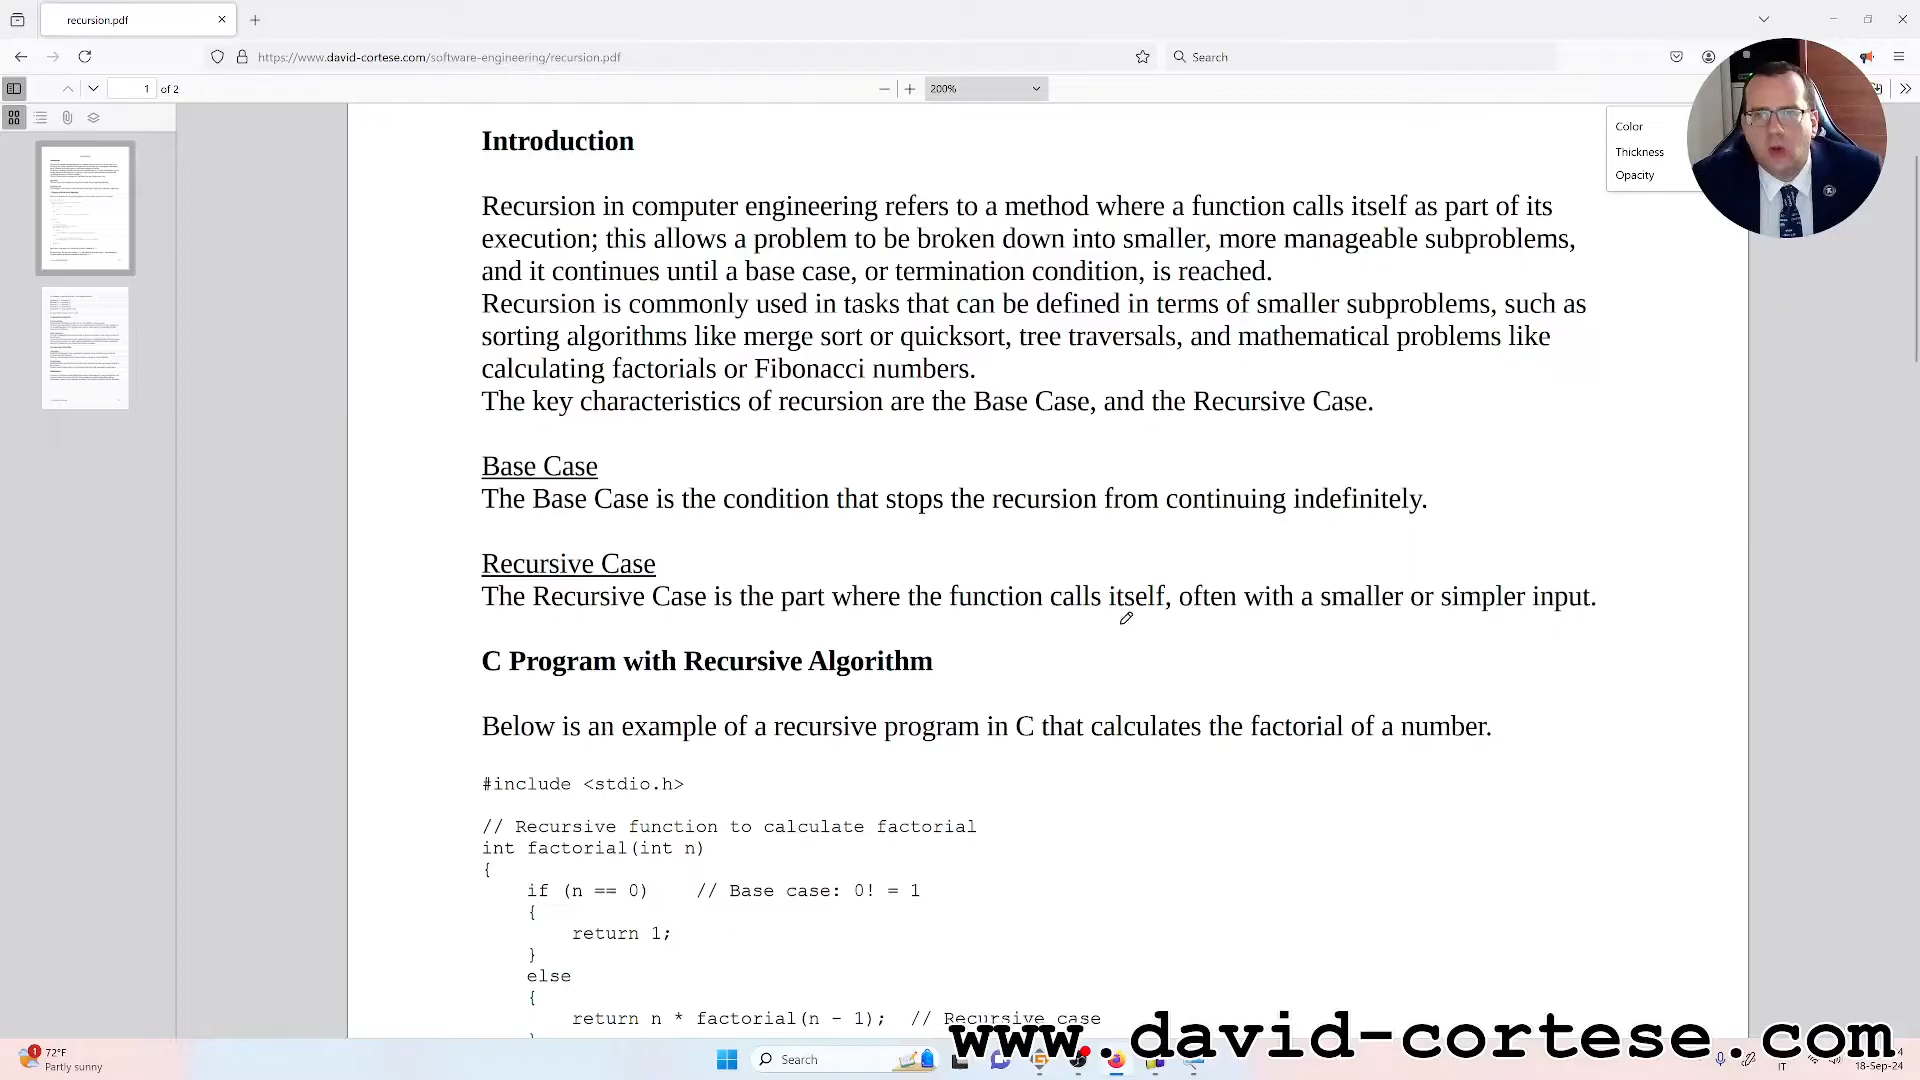 recursion.pdf
https://www.david-cortese.com/software-engineering/recursion.pdf
Search
1 of 2
200%
Color
Thickness
Opacity
Introduction
Recursion in computer engineering refers to a method where a function calls itself as part of its
execution; this allows a problem to be broken down into smaller, more manageable subproblems,
and it continues until a base case, or termination condition, is reached.
Recursion is commonly used in tasks that can be defined in terms of smaller subproblems, such as
sorting algorithms like merge sort or quicksort, tree traversals, and mathematical problems like
calculating factorials or Fibonacci numbers.
The key characteristics of recursion are the Base Case, and the Recursive Case.
Base Case
The Base Case is the condition that stops the recursion from continuing indefinitely.
Recursive Case
The Recursive Case is the part where the function calls itself, often with a smaller or simpler input.
C Program with Recursive Algorithm
Below is an example of a recursive program in C that calculates the factorial of a number.
#include <stdio.h>
// Recursive function to calculate factorial
int factorial(int n)
{
if (n == 0) // Base case: 0! = 1
{
return 1;
}
else
{
return n * factorial(n - 1); // Recursive case
www.david-cortese.com
1
72°F
Partly sunny
Search
IT
18-Sep-24